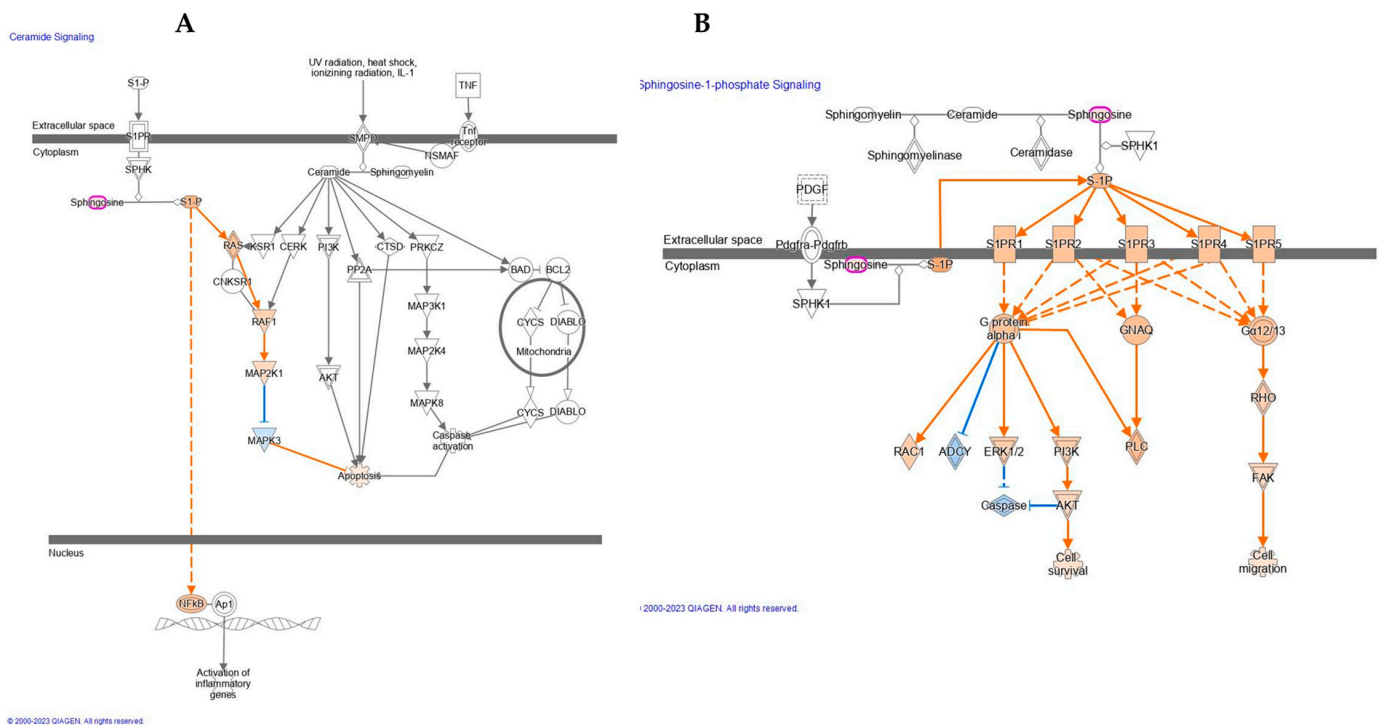 A
B
Ceramide Signaling
UV radiation, heat shock,
ionizining radiation, IL-1
S1-P
TNF
Extracellular space
S1PR
SMPD
Tnf
receptor
Cytoplasm
NSMAF
SPHK
Ceramide
Sphingomyelin
Sphingosine
S1-P
RAS
KSR1
CERK
PI3K
CTSD
PRKCZ
PP2A
BAD
BCL2
CNKSR1
MAP3K1
RAF1
CYCS
DIABLO
MAP2K4
Mitochondria
MAP2K1
AKT
MAPK8
CYCS
DIABLO
MAPK3
Caspase
activation
Apoptosis
Nucleus
NFkB
Ap1
Activation of
inflammatory
genes
© 2000-2023 QIAGEN. All rights reserved.
Sphingosine-1-phosphate Signaling
Sphingomyelin
Ceramide
Sphingosine
Sphingomyelinase
Ceramidase
SPHK1
S-1P
PDGF
Extracellular space
Pdgfra-Pdgfrb
S1PR1
S1PR2
S1PR3
S1PR4
S1PR5
Cytoplasm
Sphingosine
S-1P
SPHK1
G protein
alpha i
GNAQ
Gα12/13
RHO
RAC1
ADCY
ERK1/2
PI3K
PLC
FAK
Caspase
AKT
Cell
survival
Cell
migration
2000-2023 QIAGEN. All rights reserved.